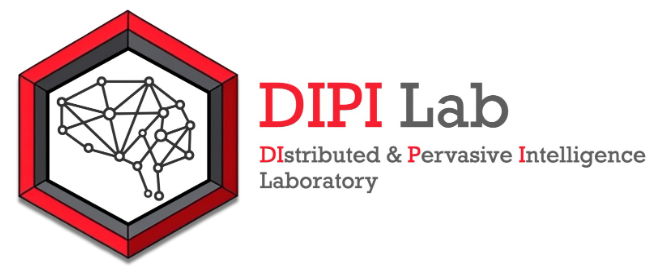 DIPI Lab
DIstributed & Pervasive Intelligence
Laboratory